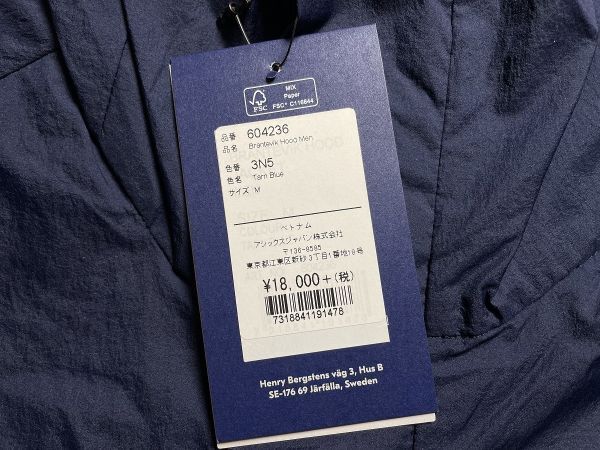 FSC
MIX
Paper
FSC® C116844
品番 604236
品名 Brantevik Hood Men
色番 3N5
色名 Tarn Blue
サイズ M
ベトナム
アシックスジャパン株式会社
〒136-8585
東京都江東区新砂3丁目1番地18号
¥18,000+(税)
7318841191478
Henry Bergstens väg 3, Hus B
SE-176 69 Järfälla, Sweden